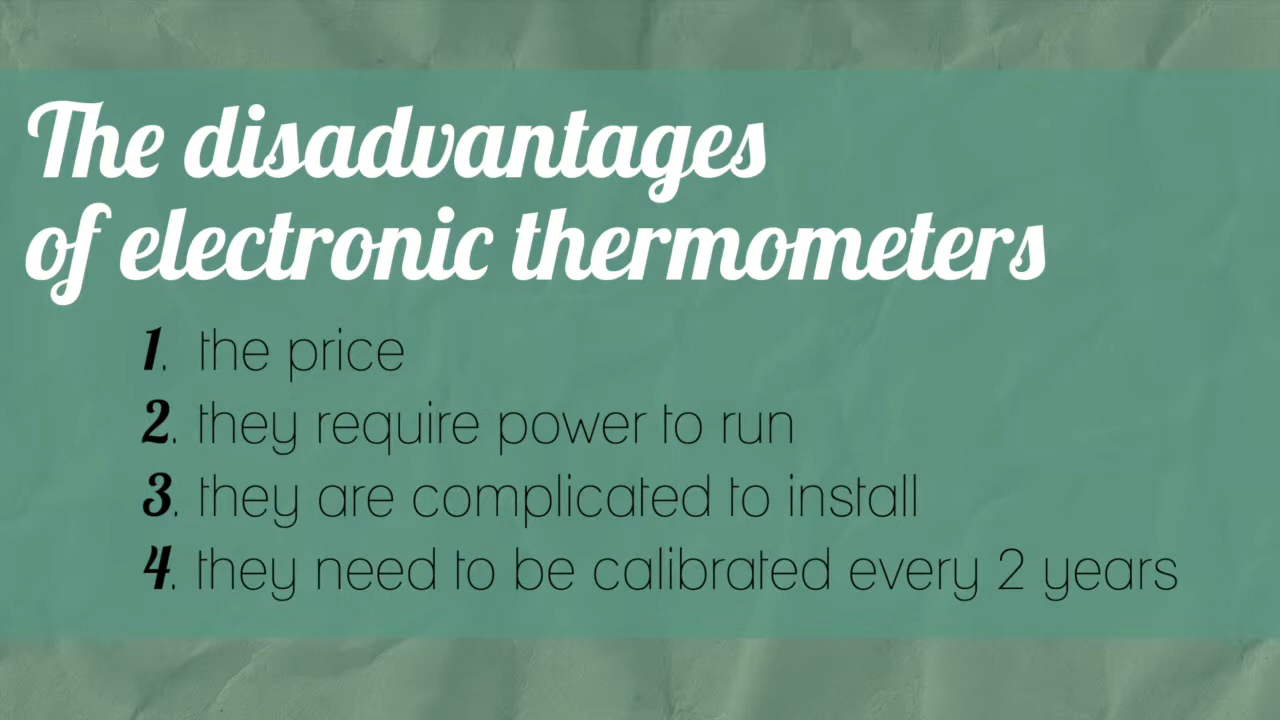 The disadvantages
of electronic thermometers
1. the price
2. they require power to run
3. they are complicated to install
4. they need to be calibrated every 2 years